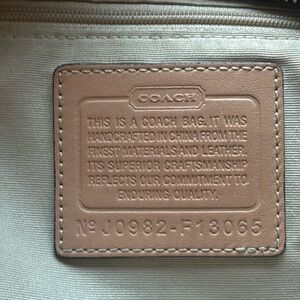 COACH
THIS IS A COACH BAG. IT WAS
HANDCRAFTED IN CHINA FROM THE
FINEST MATERIALS AND LEATHER.
ITS SUPERIOR CRAFTSMANSHIP
REFLECTS OUR COMMITMENT TO
ENDURING QUALITY.
Nº J0982-F13065